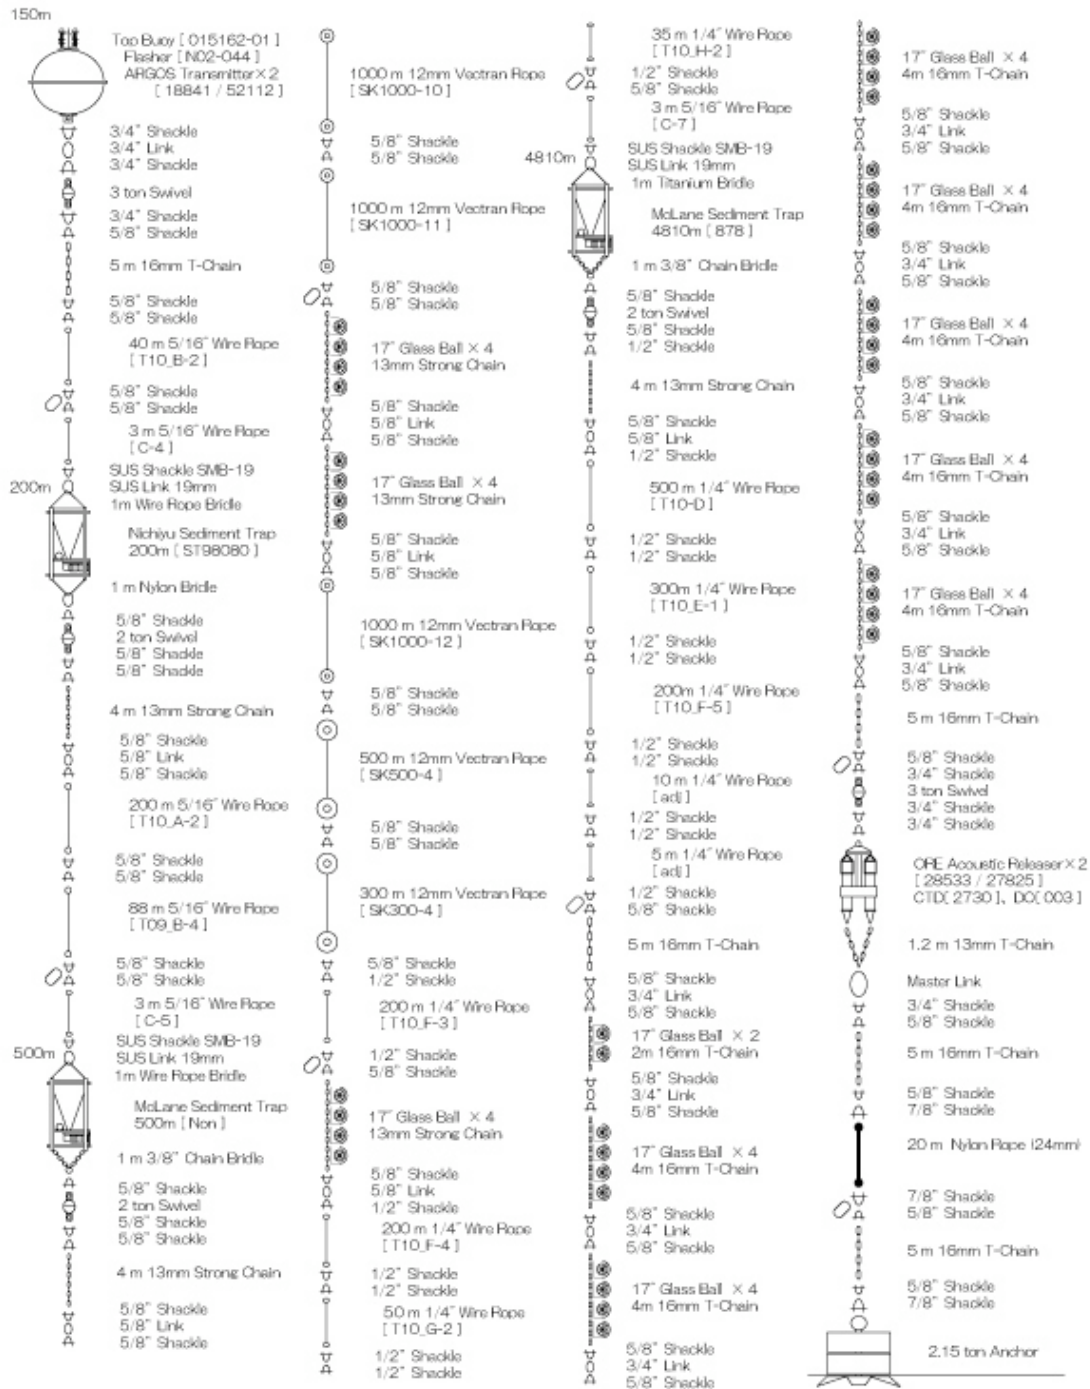 150m
Top Buoy [ 015162-01 ]
Flasher [ N02-044 ]
ARGOS Transmitter×2
[ 18841 / 52112 ]
3/4" Shackle
3/4" Link
3/4" Shackle
3 ton Swivel
3/4" Shackle
5/8" Shackle
5 m 16mm T-Chain
5/8" Shackle
5/8" Shackle
40 m 5/16" Wire Rope
[ T10_B-2 ]
5/8" Shackle
5/8" Shackle
3 m 5/16" Wire Rope
[ C-4 ]
SUS Shackle SMB-19
200m
SUS Link 19mm
1m Wire Rope Bridle
Nichiyu Sediment Trap
200m [ ST98080 ]
1 m Nylon Bridle
5/8" Shackle
2 ton Swivel
5/8" Shackle
5/8" Shackle
4 m 13mm Strong Chain
5/8" Shackle
5/8" Link
5/8" Shackle
200 m 5/16" Wire Rope
[ T10_A-2 ]
5/8" Shackle
5/8" Shackle
88 m 5/16" Wire Rope
[ T09_B-4 ]
5/8" Shackle
5/8" Shackle
3 m 5/16" Wire Rope
[ C-5 ]
SUS Shackle SMB-19
500m
SUS Link 19mm
1m Wire Rope Bridle
McLane Sediment Trap
500m [ Non ]
1 m 3/8" Chain Bridle
5/8" Shackle
2 ton Swivel
5/8" Shackle
5/8" Shackle
4 m 13mm Strong Chain
5/8" Shackle
5/8" Link
5/8" Shackle
1000 m 12mm Vectran Rope
[ SK1000-10 ]
5/8" Shackle
5/8" Shackle
1000 m 12mm Vectran Rope
[ SK1000-11 ]
5/8" Shackle
5/8" Shackle
17" Glass Ball × 4
13mm Strong Chain
5/8" Shackle
5/8" Link
5/8" Shackle
17" Glass Ball × 4
13mm Strong Chain
5/8" Shackle
5/8" Link
5/8" Shackle
1000 m 12mm Vectran Rope
[ SK1000-12 ]
5/8" Shackle
5/8" Shackle
500 m 12mm Vectran Rope
[ SK500-4 ]
5/8" Shackle
5/8" Shackle
300 m 12mm Vectran Rope
[ SK300-4 ]
5/8" Shackle
1/2" Shackle
200 m 1/4" Wire Rope
[ T10_F-3 ]
1/2" Shackle
5/8" Shackle
17" Glass Ball × 4
13mm Strong Chain
5/8" Shackle
5/8" Link
1/2" Shackle
200 m 1/4" Wire Rope
[ T10_F-4 ]
1/2" Shackle
1/2" Shackle
50 m 1/4" Wire Rope
[ T10_G-2 ]
1/2" Shackle
1/2" Shackle
35 m 1/4" Wire Rope
[ T10_H-2 ]
1/2" Shackle
5/8" Shackle
3 m 5/16" Wire Rope
[ C-7 ]
SUS Shackle SMB-19
4810m
SUS Link 19mm
1m Titanium Bridle
McLane Sediment Trap
4810m [ 878 ]
1 m 3/8" Chain Bridle
5/8" Shackle
2 ton Swivel
5/8" Shackle
1/2" Shackle
4 m 13mm Strong Chain
5/8" Shackle
5/8" Link
1/2" Shackle
500 m 1/4" Wire Rope
[ T10-D ]
1/2" Shackle
1/2" Shackle
300m 1/4" Wire Rope
[ T10_E-1 ]
1/2" Shackle
1/2" Shackle
200m 1/4" Wire Rope
[ T10_F-5 ]
1/2" Shackle
1/2" Shackle
10 m 1/4" Wire Rope
[ adj ]
1/2" Shackle
1/2" Shackle
5 m 1/4" Wire Rope
[ adj ]
1/2" Shackle
5/8" Shackle
5 m 16mm T-Chain
5/8" Shackle
3/4" Link
5/8" Shackle
17" Glass Ball × 2
2m 16mm T-Chain
5/8" Shackle
3/4" Link
5/8" Shackle
17" Glass Ball × 4
4m 16mm T-Chain
5/8" Shackle
3/4" Link
5/8" Shackle
17" Glass Ball × 4
4m 16mm T-Chain
5/8" Shackle
3/4" Link
5/8" Shackle
17" Glass Ball × 4
4m 16mm T-Chain
5/8" Shackle
3/4" Link
5/8" Shackle
17" Glass Ball × 4
4m 16mm T-Chain
5/8" Shackle
3/4" Link
5/8" Shackle
17" Glass Ball × 4
4m 16mm T-Chain
5/8" Shackle
3/4" Link
5/8" Shackle
17" Glass Ball × 4
4m 16mm T-Chain
5/8" Shackle
3/4" Link
5/8" Shackle
17" Glass Ball × 4
4m 16mm T-Chain
5/8" Shackle
3/4" Link
5/8" Shackle
5 m 16mm T-Chain
5/8" Shackle
3/4" Shackle
3 ton Swivel
3/4" Shackle
3/4" Shackle
ORE Acoustic Releaser×2
[ 28533 / 27825 ]
CTD[ 2730 ]、DO[ 003 ]
1.2 m 13mm T-Chain
Master Link
3/4" Shackle
5/8" Shackle
5 m 16mm T-Chain
5/8" Shackle
7/8" Shackle
20 m Nylon Rope (24mm)
7/8" Shackle
5/8" Shackle
5 m 16mm T-Chain
5/8" Shackle
7/8" Shackle
2.15 ton Anchor